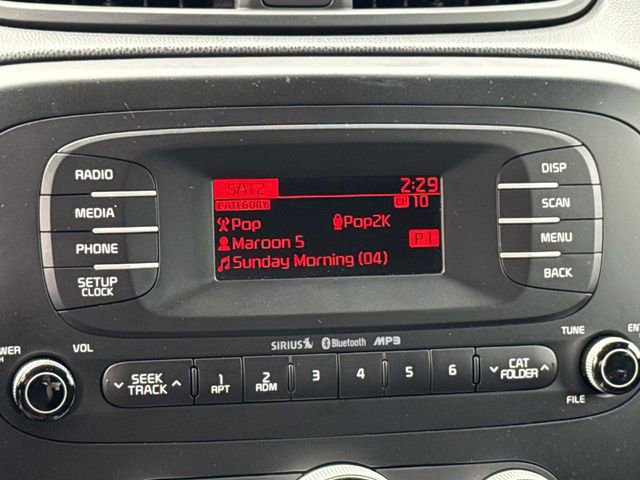 RADIO
MEDIA
PHONE
SETUP
CLOCK
SAT2 2:29
CATEGORY CH 10
Pop Pop2K
Maroon 5 P1
Sunday Morning (04)
DISP
SCAN
MENU
BACK
SIRIUS Bluetooth MP3
VOL
SEEK
TRACK
1
RPT
2
RDM
3
4
5
6
CAT
FOLDER
TUNE
FILE